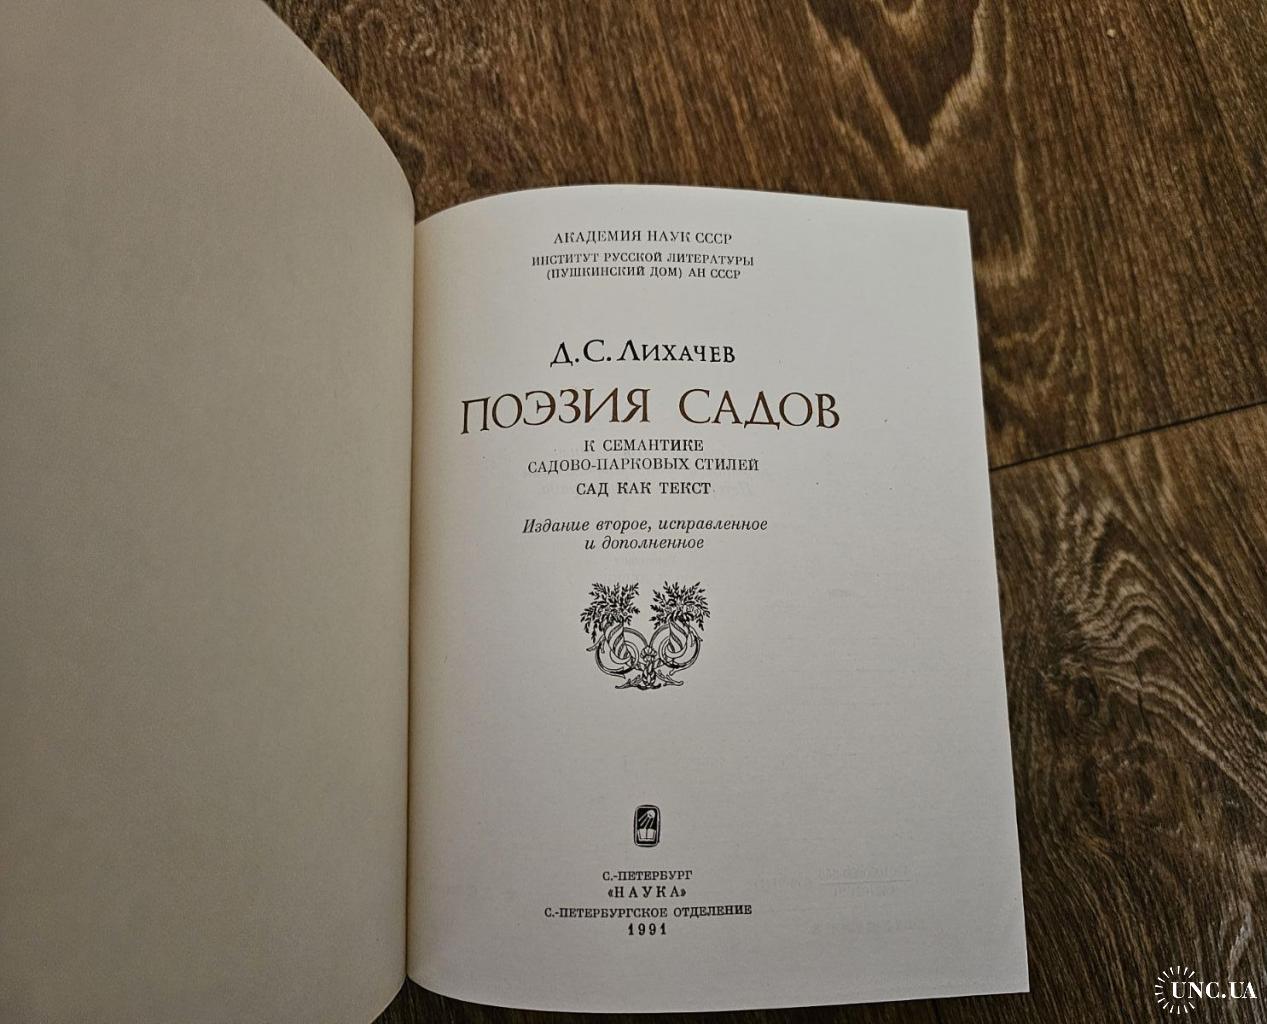 АКАДЕМИЯ НАУК СССР
ИНСТИТУТ РУССКОЙ ЛИТЕРАТУРЫ
(ПУШКИНСКИЙ ДОМ) АН СССР
Д.С.ЛИХАЧЕВ
ПОЭЗИЯ САДОВ
К СЕМАНТИКЕ
САДОВО-ПАРКОВЫХ СТИЛЕЙ
САД КАК ТЕКСТ
Издание второе, исправленное
и дополненное
С.-ПЕТЕРБУРГ
«НАУКА»
С.-ПЕТЕРБУРГСКОЕ ОТДЕЛЕНИЕ
1991
UNC.UA